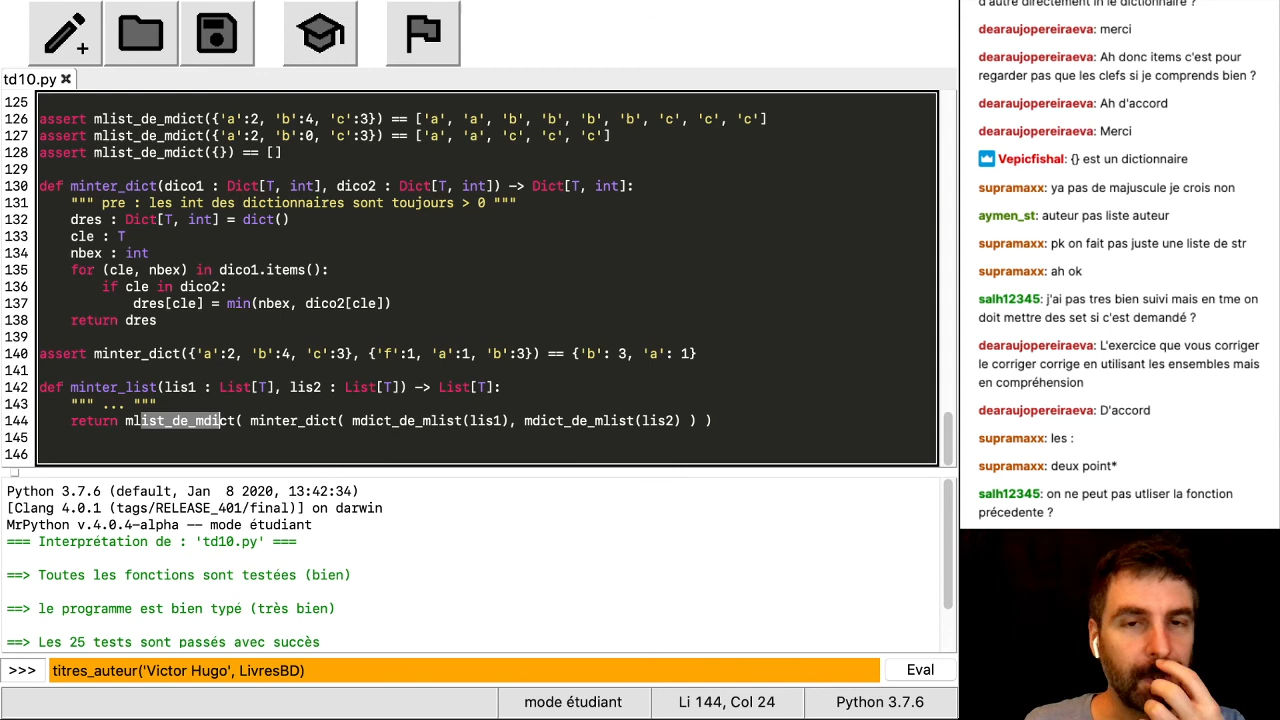 td10.py ✖
125
126 assert mlist_de_mdict({'a':2, 'b':4, 'c':3}) == ['a', 'a', 'b', 'b', 'b', 'b', 'c', 'c', 'c']
127 assert mlist_de_mdict({'a':2, 'b':0, 'c':3}) == ['a', 'a', 'c', 'c', 'c']
128 assert mlist_de_mdict({}) == []
129
130 def minter_dict(dico1 : Dict[T, int], dico2 : Dict[T, int]) -> Dict[T, int]:
131     """ pre : les int des dictionnaires sont toujours > 0 """
132     dres : Dict[T, int] = dict()
133     cle : T
134     nbex : int
135     for (cle, nbex) in dico1.items():
136         if cle in dico2:
137             dres[cle] = min(nbex, dico2[cle])
138     return dres
139
140 assert minter_dict({'a':2, 'b':4, 'c':3}, {'f':1, 'a':1, 'b':3}) == {'b': 3, 'a': 1}
141
142 def minter_list(lis1 : List[T], lis2 : List[T]) -> List[T]:
143     """ ... """
144     return mlist_de_mdict( minter_dict( mdict_de_mlist(lis1), mdict_de_mlist(lis2) ) )
145
146
Python 3.7.6 (default, Jan  8 2020, 13:42:34)
[Clang 4.0.1 (tags/RELEASE_401/final)] on darwin
MrPython v.4.0.4-alpha -- mode étudiant
=== Interprétation de : 'td10.py' ===
==> Toutes les fonctions sont testées (bien)
==> le programme est bien typé (très bien)
==> Les 25 tests sont passés avec succès
>>> titres_auteur('Victor Hugo', LivresBD) Eval
mode étudiant Li 144, Col 24 Python 3.7.6
d'autre directement in le dictionnaire ?
dearaujopereiraeva: merci
dearaujopereiraeva: Ah donc items c'est pour
regarder pas que les clefs si je comprends bien ?
dearaujopereiraeva: Ah d'accord
dearaujopereiraeva: Merci
Vepicfishal: {} est un dictionnaire
supramaxx: ya pas de majuscule je crois non
aymen_st: auteur pas liste auteur
supramaxx: pk on fait pas juste une liste de str
supramaxx: ah ok
salh12345: j'ai pas tres bien suivi mais en tme on
doit mettre des set si c'est demandé ?
dearaujopereiraeva: L'exercice que vous corriger
le corriger corrige en utilisant les ensembles mais
en compréhension
dearaujopereiraeva: D'accord
supramaxx: les :
supramaxx: deux point*
salh12345: on ne peut pas utliser la fonction
précedente ?